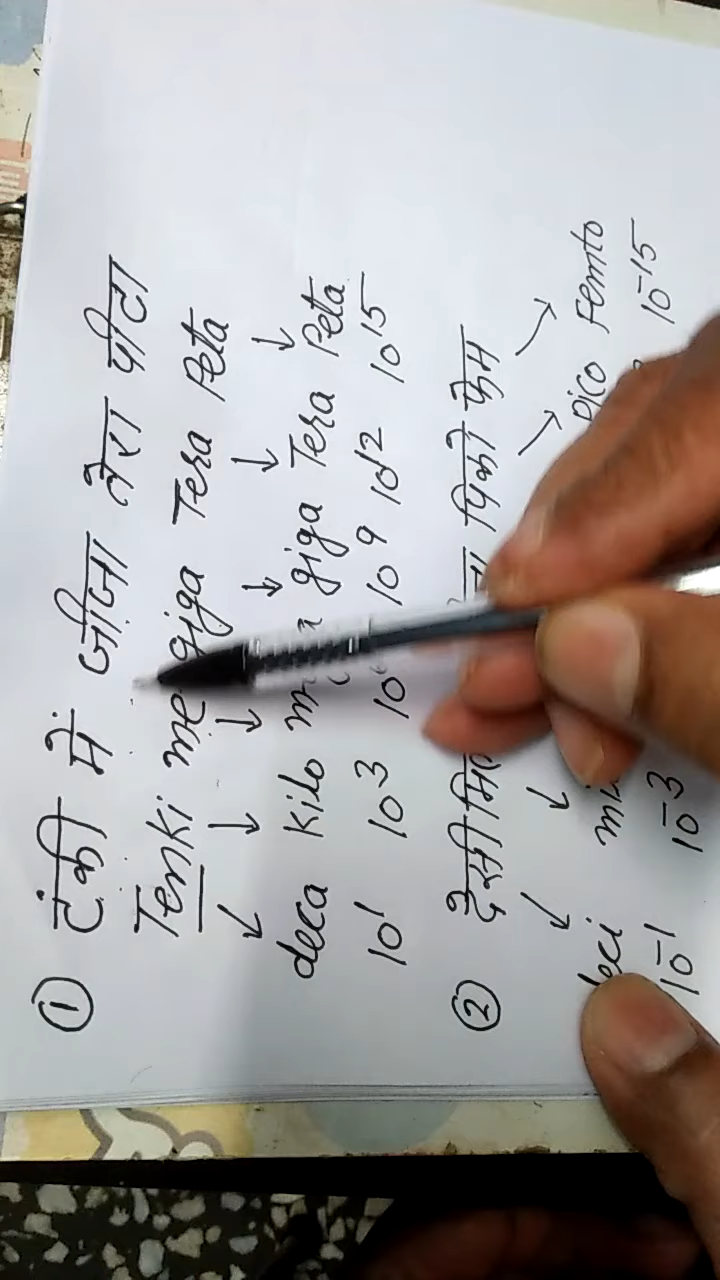 ① टंकी में जीजा तेरा पीटा
Tenki me giga Tera Peta
↓ ↓ ↓ ↓ ↓ ↓
deca kilo giga Tera Peta
10¹ 10³ 10⁹ 10¹² 10¹⁵
② देसी पिको फेम
↓ ↓ ↓ ↓
deci Pico Femto
10⁻¹ 10⁻³ 10⁻¹⁵